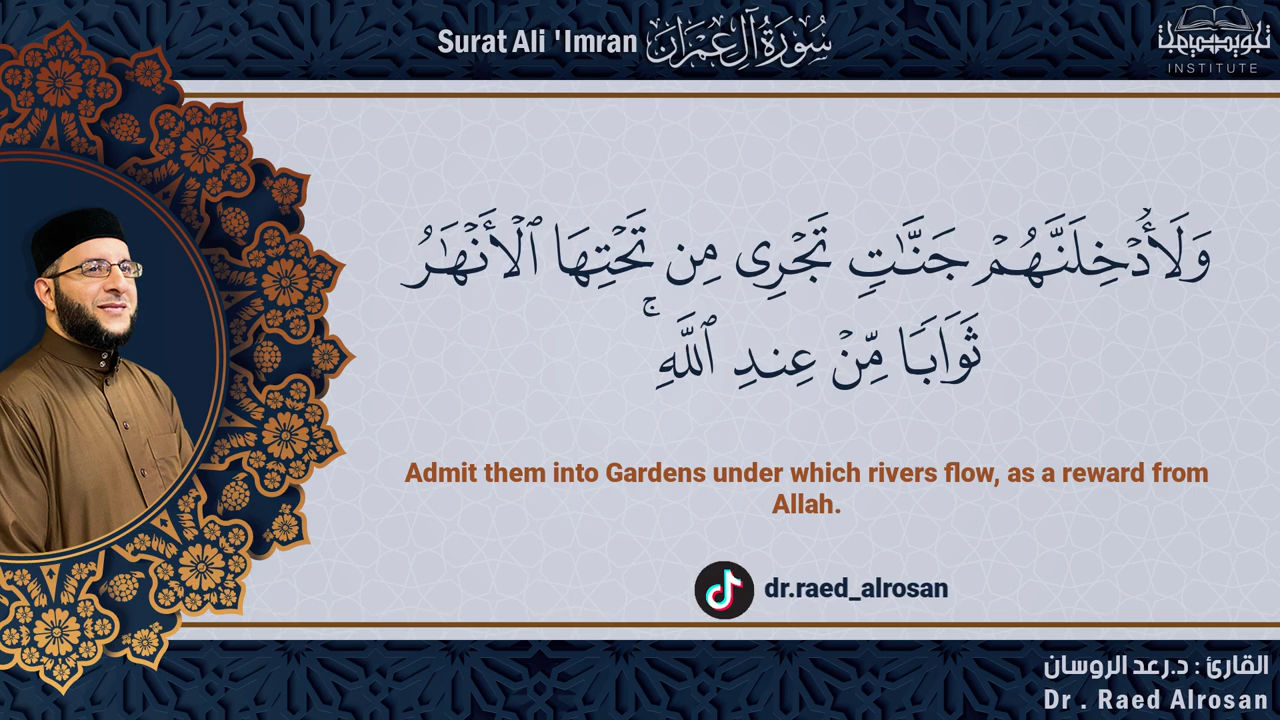 Surat Ali 'Imran سُورَةُ آلِ عِمْرَان
INSTITUTE
وَلَأُدْخِلَنَّهُمْ جَنَّٰتٍ تَجْرِى مِن تَحْتِهَا ٱلْأَنْهَٰرُ
ثَوَابًا مِّنْ عِندِ ٱللَّهِ ۚ
Admit them into Gardens under which rivers flow, as a reward from
Allah.
dr.raed_alrosan
القارئ : د.رعد الروسان
Dr . Raed Alrosan